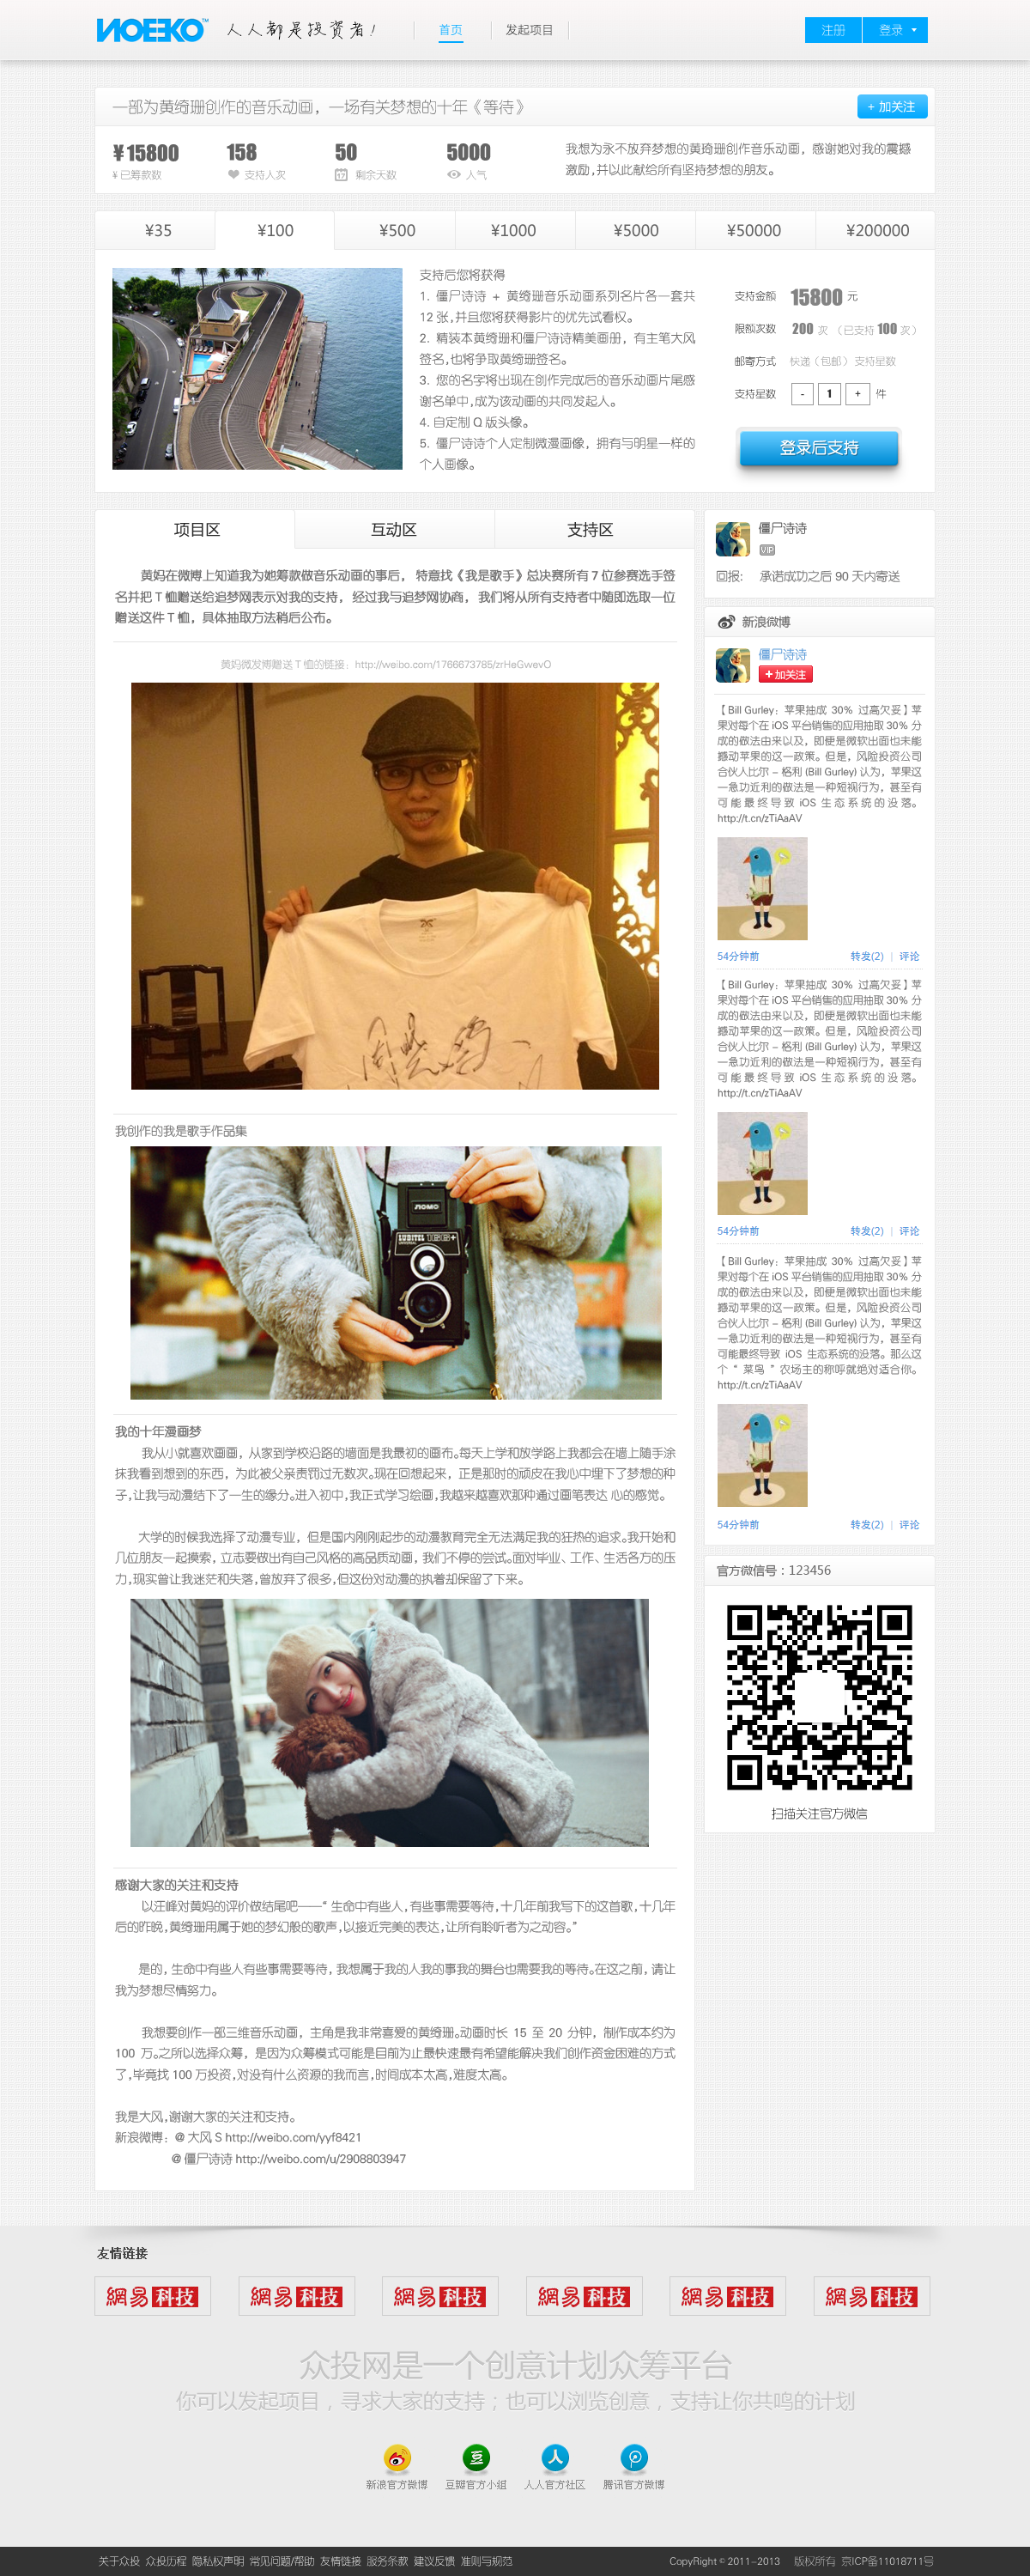 NOEKO™ 人人都是投资者! 首页 发起项目 注册 登录
一部为黄绮珊创作的音乐动画，一场有关梦想的十年《等待》 + 加关注
¥15800 158 50 5000
¥ 已筹款数 支持人次 17 剩余天数 人气
我想为永不放弃梦想的黄琦珊创作音乐动画，感谢她对我的震撼
激励,并以此献给所有坚持梦想的朋友。
¥35 ¥100 ¥500 ¥1000 ¥5000 ¥50000 ¥200000
支持后您将获得
1. 僵尸诗诗 + 黄绮珊音乐动画系列名片各一套共
12 张,并且您将获得影片的优先试看权。
2. 精装本黄绮珊和僵尸诗诗精美画册，有主笔大风
签名,也将争取黄绮珊签名。
3. 您的名字将出现在创作完成后的音乐动画片尾感
谢名单中,成为该动画的共同发起人。
4. 自定制 Q 版头像。
5. 僵尸诗诗个人定制微漫画像，拥有与明星一样的
个人画像。
支持金额 15800 元
限额次数 200 次 （已支持 100 次）
邮寄方式 快递（包邮） 支持星数
支持星数 - 1 + 件
登录后支持
项目区 互动区 支持区
黄妈在微博上知道我为她筹款做音乐动画的事后， 特意找《我是歌手》总决赛所有 7 位参赛选手签
名并把 T 恤赠送给追梦网表示对我的支持， 经过我与追梦网协商， 我们将从所有支持者中随即选取一位
赠送这件 T 恤，具体抽取方法稍后公布。
黄妈微发博赠送 T 恤的链接：http://weibo.com/1766673785/zrHeGwevO
我创作的我是歌手作品集
ЛОМО
LUBITEL 166+
我的十年漫画梦
我从小就喜欢画画，从家到学校沿路的墙面是我最初的画布。每天上学和放学路上我都会在墙上随手涂
抹我看到想到的东西，为此被父亲责罚过无数次。现在回想起来，正是那时的顽皮在我心中埋下了梦想的种
子,让我与动漫结下了一生的缘分。进入初中,我正式学习绘画,我越来越喜欢那种通过画笔表达 心的感觉。
大学的时候我选择了动漫专业，但是国内刚刚起步的动漫教育完全无法满足我的狂热的追求。我开始和
几位朋友一起摸索，立志要做出有自己风格的高品质动画，我们不停的尝试。面对毕业、工作、生活各方的压
力,现实曾让我迷茫和失落,曾放弃了很多,但这份对动漫的执着却保留了下来。
感谢大家的关注和支持
以汪峰对黄妈的评价做结尾吧——“生命中有些人,有些事需要等待,十几年前我写下的这首歌,十几年
后的昨晚,黄绮珊用属于她的梦幻般的歌声,以接近完美的表达,让所有聆听者为之动容。”
是的,生命中有些人有些事需要等待,我想属于我的人我的事我的舞台也需要我的等待。在这之前,请让
我为梦想尽情努力。
我想要创作一部三维音乐动画，主角是我非常喜爱的黄绮珊。动画时长 15 至 20 分钟，制作成本约为
100 万。之所以选择众筹，是因为众筹模式可能是目前为止最快速最有希望能解决我们创作资金困难的方式
了,毕竟找 100 万投资,对没有什么资源的我而言,时间成本太高,难度太高。
我是大风,谢谢大家的关注和支持。
新浪微博：@ 大风 S http://weibo.com/yyf8421
@ 僵尸诗诗 http://weibo.com/u/2908803947
僵尸诗诗
VIP
回报： 承诺成功之后 90 天内寄送
新浪微博
僵尸诗诗
+加关注
【Bill Gurley：苹果抽成 30% 过高欠妥】苹
果对每个在 iOS 平台销售的应用抽取 30% 分
成的做法由来以及，即便是微软出面也未能
撼动苹果的这一政策。但是，风险投资公司
合伙人比尔 – 格利 (Bill Gurley) 认为，苹果这
一急功近利的做法是一种短视行为，甚至有
可能最终导致 iOS 生态系统的没落。
http://t.cn/zTiAaAV
54分钟前 转发(2) | 评论
【Bill Gurley：苹果抽成 30% 过高欠妥】苹
果对每个在 iOS 平台销售的应用抽取 30% 分
成的做法由来以及，即便是微软出面也未能
撼动苹果的这一政策。但是，风险投资公司
合伙人比尔 – 格利 (Bill Gurley) 认为，苹果这
一急功近利的做法是一种短视行为，甚至有
可能最终导致 iOS 生态系统的没落。
http://t.cn/zTiAaAV
54分钟前 转发(2) | 评论
【Bill Gurley：苹果抽成 30% 过高欠妥】苹
果对每个在 iOS 平台销售的应用抽取 30% 分
成的做法由来以及，即便是微软出面也未能
撼动苹果的这一政策。但是，风险投资公司
合伙人比尔 – 格利 (Bill Gurley) 认为，苹果这
一急功近利的做法是一种短视行为，甚至有
可能最终导致 iOS 生态系统的没落。那么这
个 “ 菜鸟 ” 农场主的称呼就绝对适合你。
http://t.cn/zTiAaAV
54分钟前 转发(2) | 评论
官方微信号：123456
扫描关注官方微信
友情链接
網易科技 網易科技 網易科技 網易科技 網易科技 網易科技
众投网是一个创意计划众筹平台
你可以发起项目，寻求大家的支持；也可以浏览创意，支持让你共鸣的计划
豆 人
新浪官方微博 豆瓣官方小组 人人官方社区 腾讯官方微博
关于众投 众投历程 隐私权声明 常见问题/帮助 友情链接 服务条款 建议反馈 准则与规范 CopyRight © 2011–2013 版权所有 京ICP备11018711号